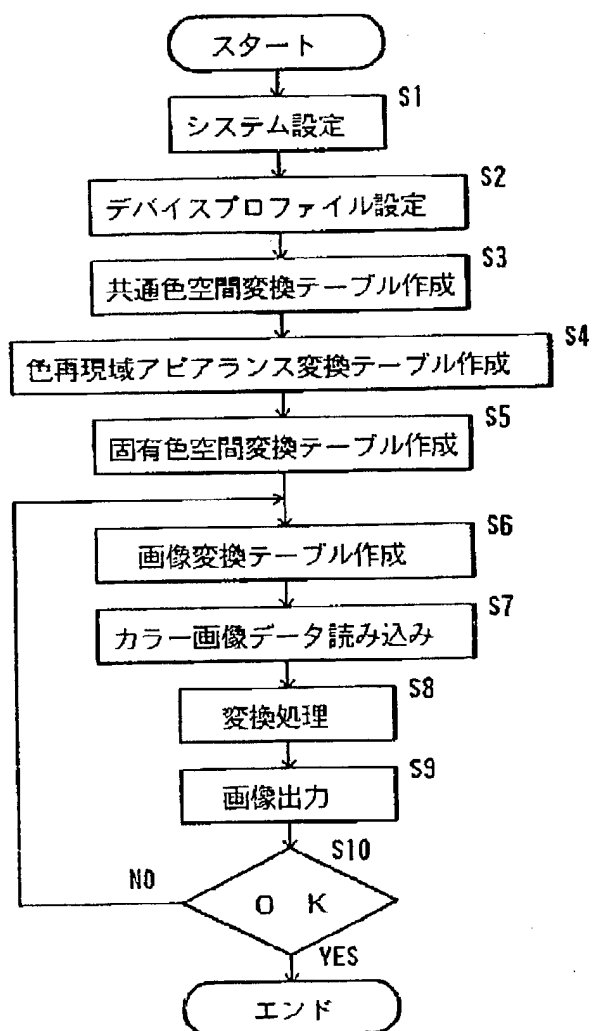 スタート
S1
システム設定
S2
デバイスプロファイル設定
S3
共通色空間変換テーブル作成
S4
色再現域アピアランス変換テーブル作成
S5
固有色空間変換テーブル作成
S6
画像変換テーブル作成
S7
カラー画像データ読み込み
S8
変換処理
S9
画像出力
S10
NO
O K
YES
エンド